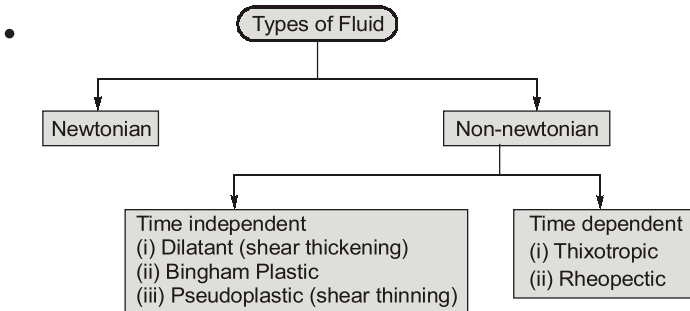 Types of Fluid
Newtonian
Non-newtonian
Time independent
(i) Dilatant (shear thickening)
(ii) Bingham Plastic
(iii) Pseudoplastic (shear thinning)
Time dependent
(i) Thixotropic
(ii) Rheopectic